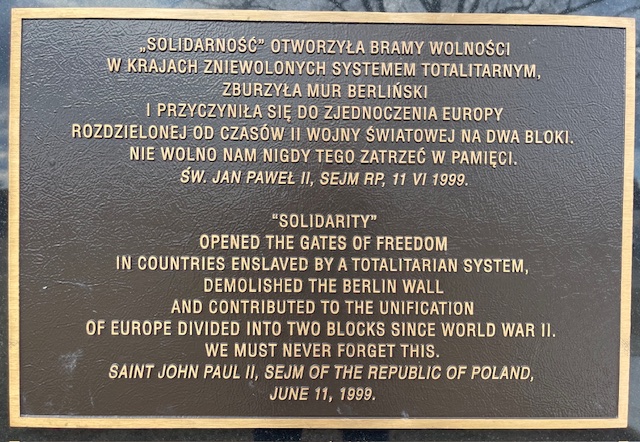 „SOLIDARNOŚĆ” OTWORZYŁA BRAMY WOLNOŚCI
W KRAJACH ZNIEWOLONYCH SYSTEMEM TOTALITARNYM,
ZBURZYŁA MUR BERLIŃSKI
I PRZYCZYNIŁA SIĘ DO ZJEDNOCZENIA EUROPY
ROZDZIELONEJ OD CZASÓW II WOJNY ŚWIATOWEJ NA DWA BLOKI.
NIE WOLNO NAM NIGDY TEGO ZATRZEĆ W PAMIĘCI.
ŚW. JAN PAWEŁ II, SEJM RP, 11 VI 1999.
“SOLIDARITY”
OPENED THE GATES OF FREEDOM
IN COUNTRIES ENSLAVED BY A TOTALITARIAN SYSTEM,
DEMOLISHED THE BERLIN WALL
AND CONTRIBUTED TO THE UNIFICATION
OF EUROPE DIVIDED INTO TWO BLOCKS SINCE WORLD WAR II.
WE MUST NEVER FORGET THIS.
SAINT JOHN PAUL II, SEJM OF THE REPUBLIC OF POLAND,
JUNE 11, 1999.